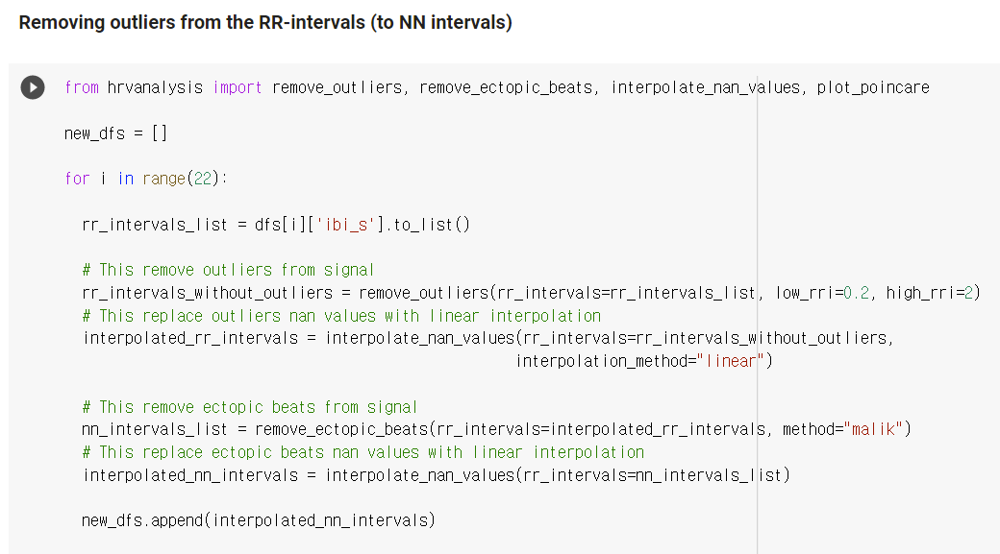 Removing outliers from the RR-intervals (to NN intervals)
from hrvanalysis import remove_outliers, remove_ectopic_beats, interpolate_nan_values, plot_poincare
new_dfs = []
for i in range(22):
rr_intervals_list = dfs[i]['ibi_s'].to_list()
# This remove outliers from signal
rr_intervals_without_outliers = remove_outliers(rr_intervals=rr_intervals_list, low_rri=0.2, high_rri=2)
# This replace outliers nan values with linear interpolation
interpolated_rr_intervals = interpolate_nan_values(rr_intervals=rr_intervals_without_outliers,
interpolation_method="linear")
# This remove ectopic beats from signal
nn_intervals_list = remove_ectopic_beats(rr_intervals=interpolated_rr_intervals, method="malik")
# This replace ectopic beats nan values with linear interpolation
interpolated_nn_intervals = interpolate_nan_values(rr_intervals=nn_intervals_list)
new_dfs.append(interpolated_nn_intervals)